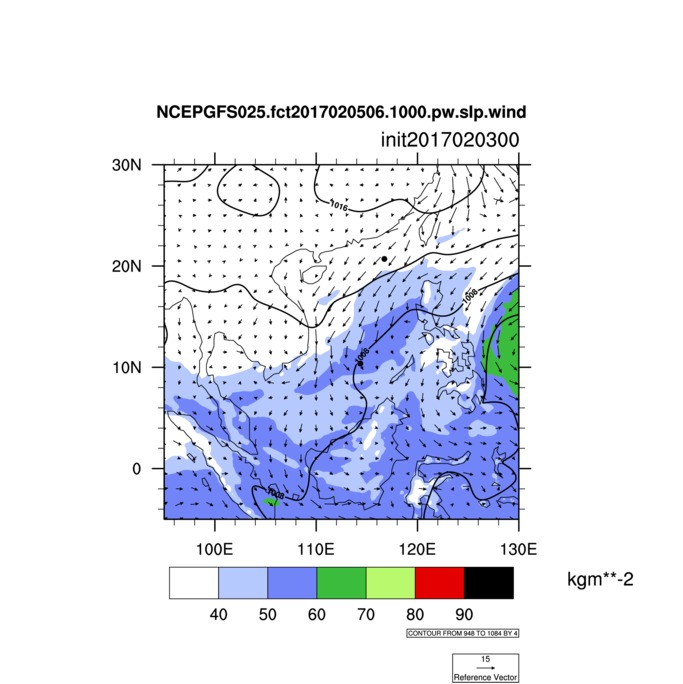 NCEPGFS025.fct2017020506.1000.pw.slp.wind
init2017020300
30N
1016
20N
1008
1008
10N
0
1008
100E 110E 120E 130E
kgm**-2
40 50 60 70 80 90
CONTOUR FROM 948 TO 1084 BY 4
15
Reference Vector